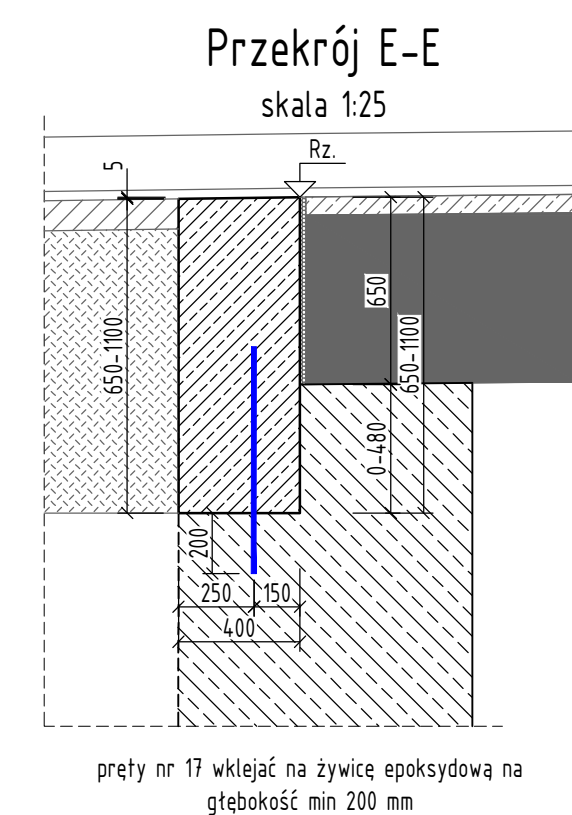 Przekrój E-E
skala 1:25
Rz.
5
650-1100
650
650-1100
0-480
200
250
150
400
pręty nr 17 wklejać na żywicę epoksydową na
głębokość min 200 mm